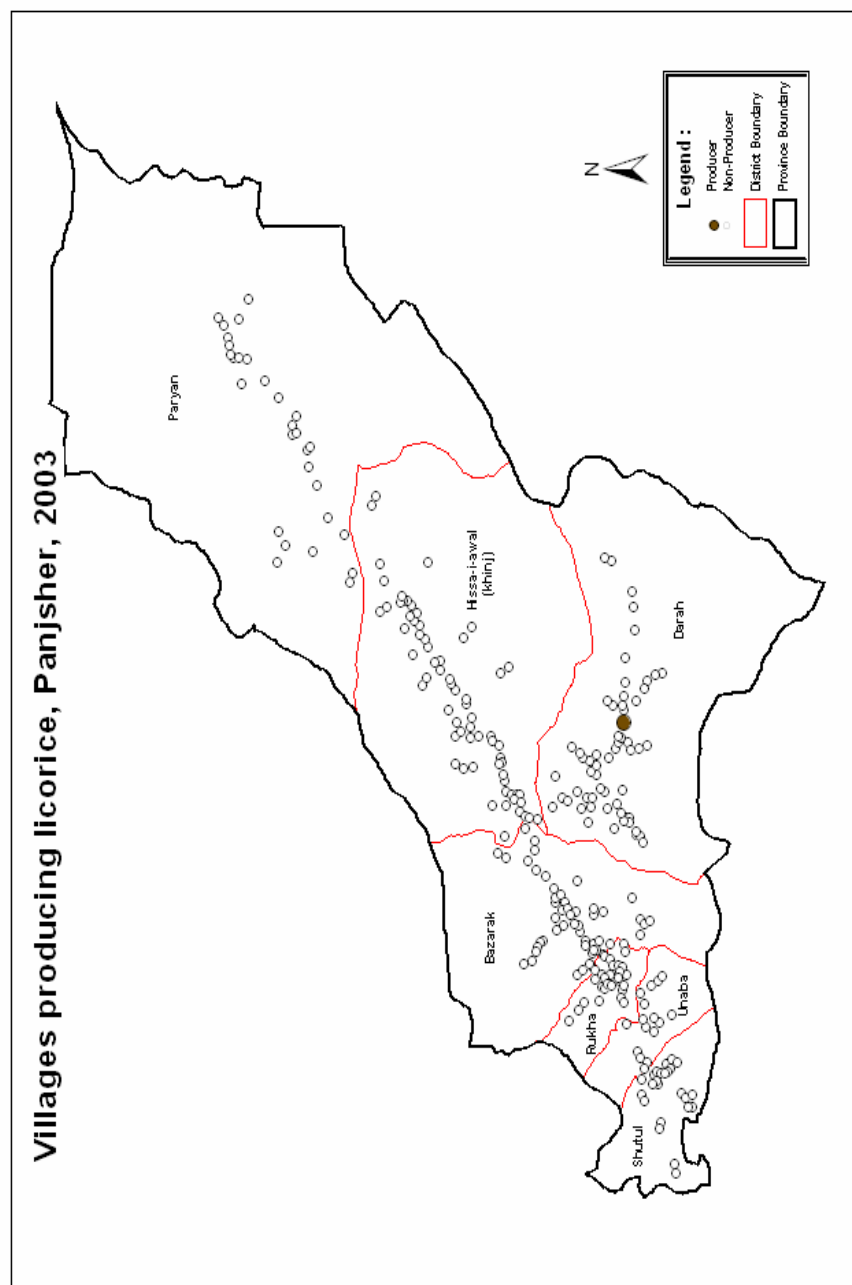 Villages producing licorice, Panjsher, 2003
Paryan
Hissa-i-awal
(khinj)
Bazarak
Darah
Rukha
Unaba
Shutul
N
Legend :
Producer
Non-Producer
District Boundary
Province Boundary